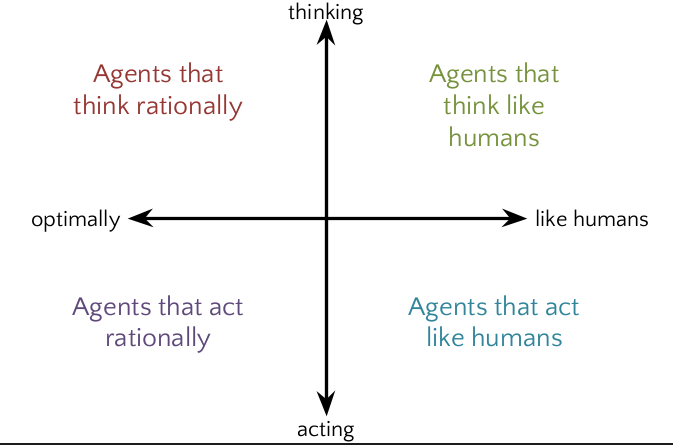 thinking
Agents that
think rationally
Agents that
think like
humans
optimally
like humans
Agents that act
rationally
Agents that act
like humans
acting